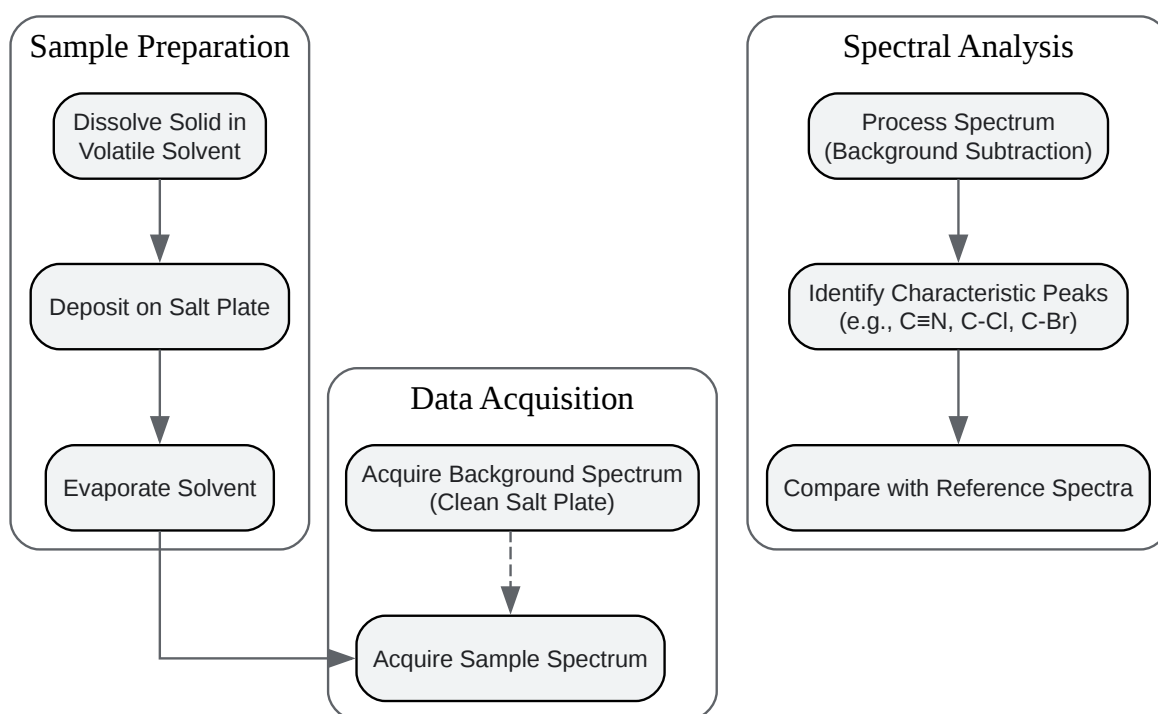 Sample Preparation
Dissolve Solid in
Volatile Solvent
Deposit on Salt Plate
Evaporate Solvent
Data Acquisition
Acquire Background Spectrum
(Clean Salt Plate)
Acquire Sample Spectrum
Spectral Analysis
Process Spectrum
(Background Subtraction)
Identify Characteristic Peaks
(e.g., C≡N, C-Cl, C-Br)
Compare with Reference Spectra